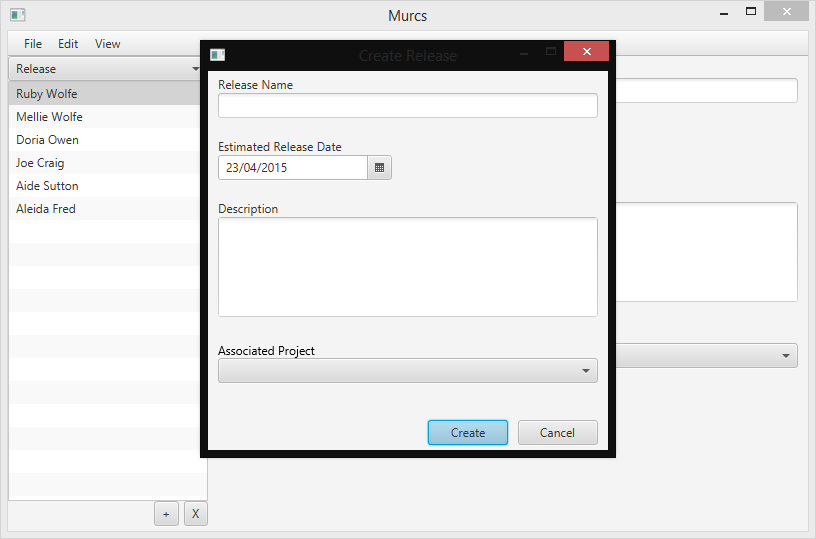 Murcs
File Edit View
Release
Ruby Wolfe
Mellie Wolfe
Doria Owen
Joe Craig
Aide Sutton
Aleida Fred
+ X
Create Release
Release Name
Estimated Release Date
23/04/2015
Description
Associated Project
Create Cancel